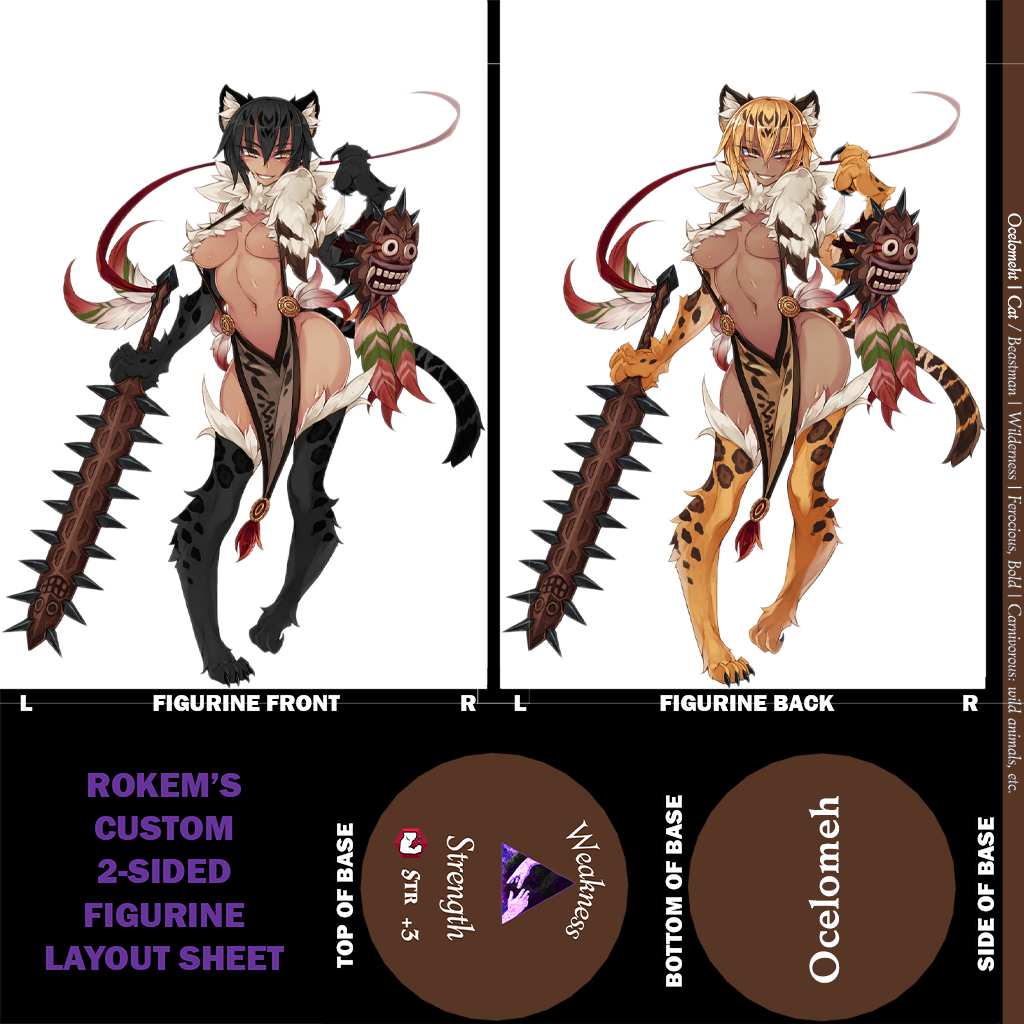 L FIGURINE FRONT R
L FIGURINE BACK R
ROKEM'S
CUSTOM
2-SIDED
FIGURINE
LAYOUT SHEET
TOP OF BASE
STR +3
Strength
Weakness
BOTTOM OF BASE
Ocelomeh
SIDE OF BASE
Ocelomeht | Cat / Beastman | Wilderness | Ferocious, Bold | Carnivorous: wild animals, etc.